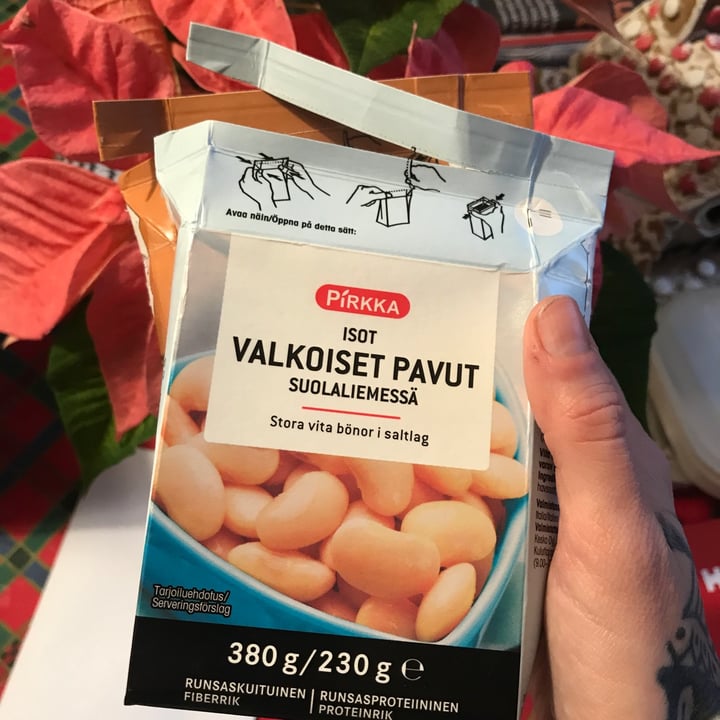 Avaa näin/Öppna på detta sätt:
PIRKKA
ISOT
VALKOISET PAVUT
SUOLALIEMESSÄ
Stora vita bönor i saltlag
Tarjoiluehdotus/
Serveringsförslag
380 g/230 g ℮
RUNSASKUITUINEN
FIBERRIK
RUNSASPROTEIININEN
PROTEINRIK